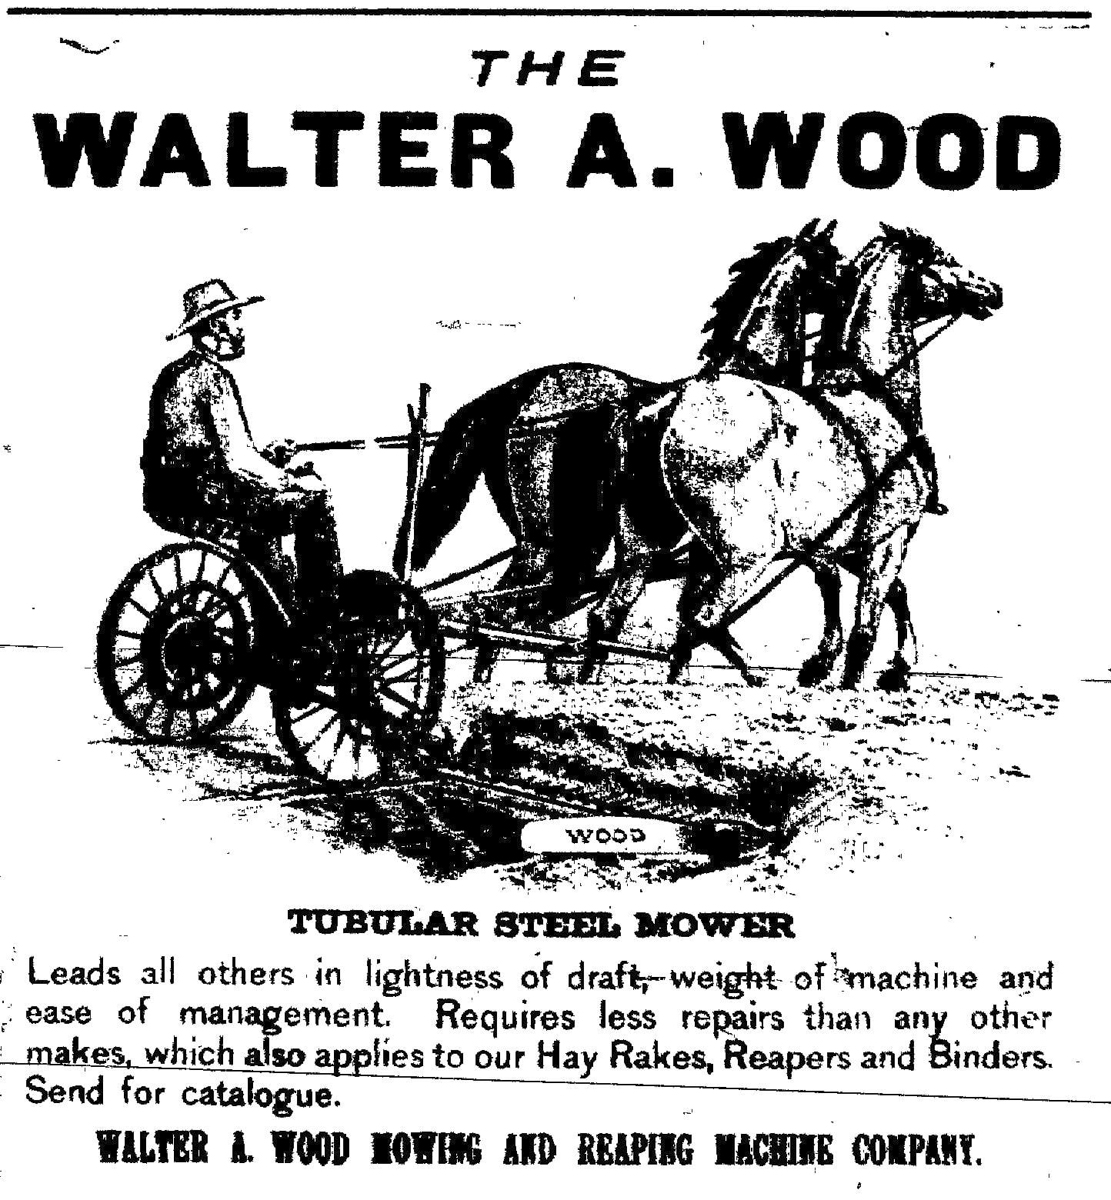 THE
WALTER A. WOOD
WOOD
TUBULAR STEEL MOWER
Leads all others in lightness of draft, weight of machine and
ease of management. Requires less repairs than any other
makes, which also applies to our Hay Rakes, Reapers and Binders.
Send for catalogue.
WALTER A. WOOD MOWING AND REAPING MACHINE COMPANY.